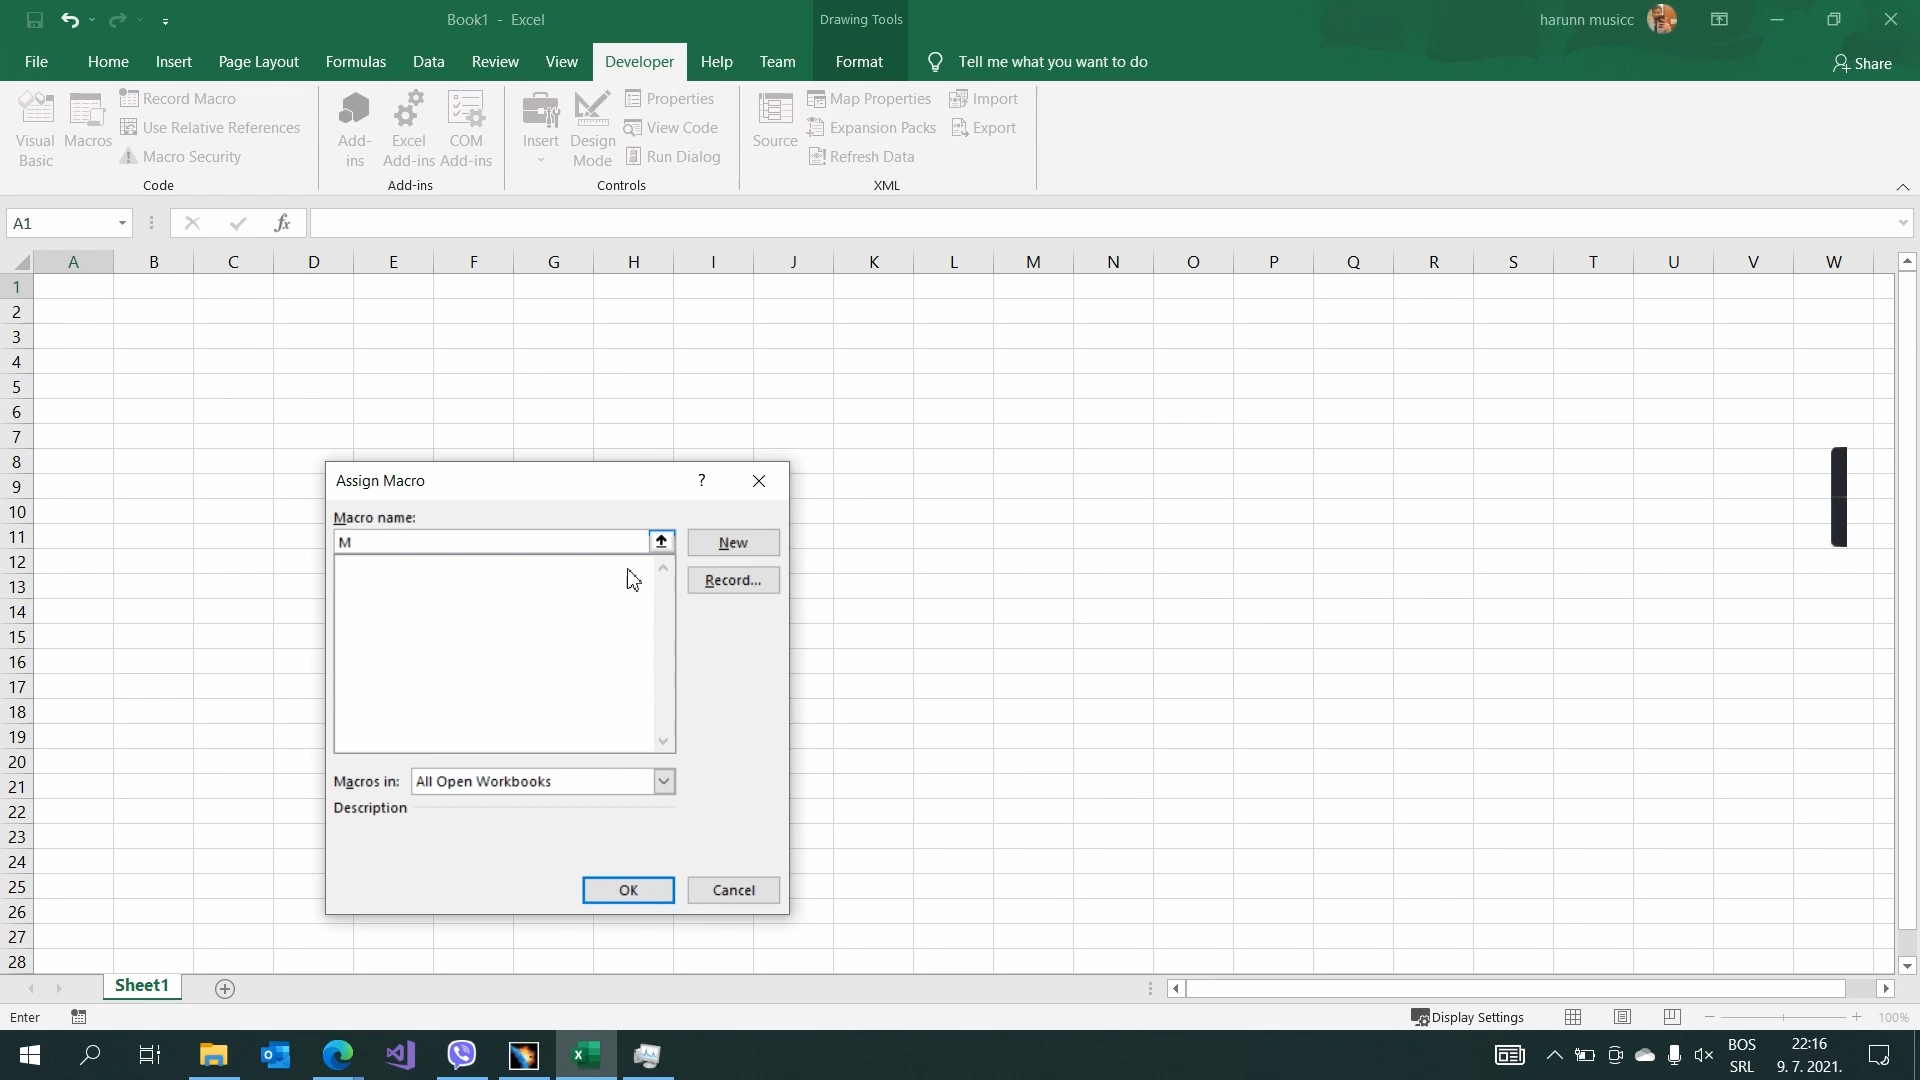 Book1 - Excel
Drawing Tools
harunn musicc
File Home Insert Page Layout Formulas Data Review View Developer Help Team Format Tell me what you want to do Share
Visual Basic
Macros
Record Macro
Use Relative References
Macro Security
Code
Add-ins
Excel Add-ins
COM Add-ins
Add-ins
Insert
Design Mode
Properties
View Code
Run Dialog
Controls
Source
Map Properties
Expansion Packs
Refresh Data
Import
Export
XML
A1
fx
A B C D E F G H I J K L M N O P Q R S T U V W
1
2
3
4
5
6
7
8
9
10
11
12
13
14
15
16
17
18
19
20
21
22
23
24
25
26
27
28
Assign Macro ?
Macro name:
M
New
Record...
Macros in: All Open Workbooks
Description
OK Cancel
Sheet1
Enter
Display Settings
100%
BOS
SRL
22:16
9. 7. 2021.